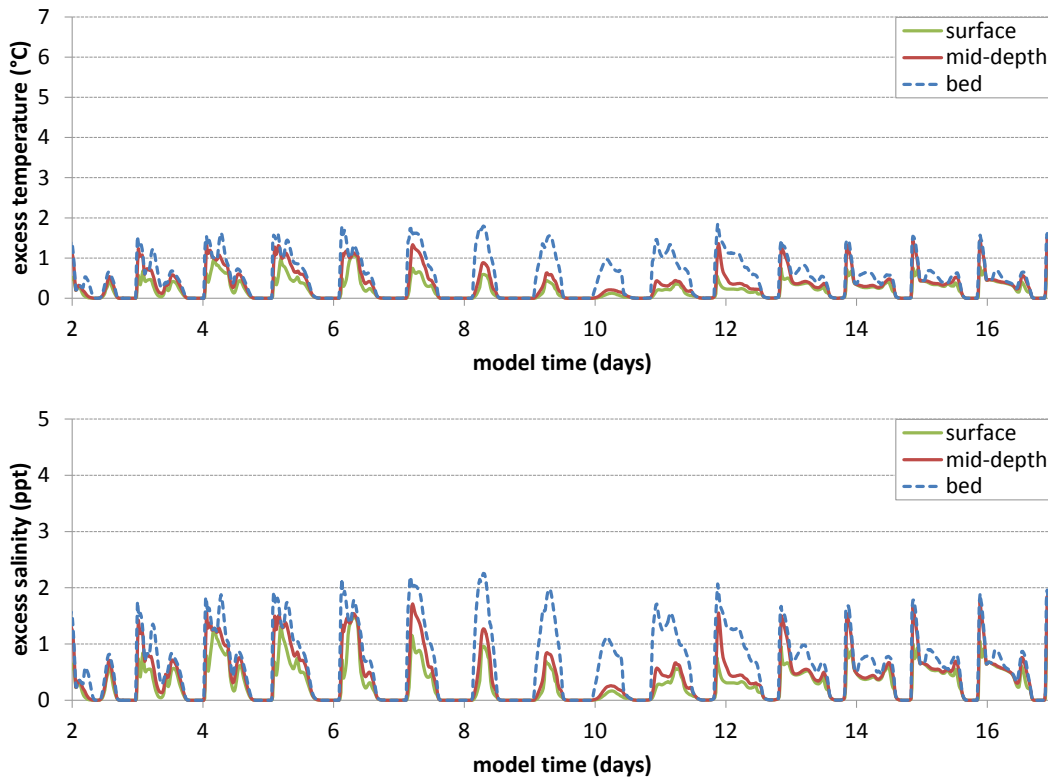 excess temperature (°C)
7
6
5
4
3
2
1
0
surface
mid-depth
bed
2 4 6 8 10 12 14 16
model time (days)
excess salinity (ppt)
5
4
3
2
1
0
surface
mid-depth
bed
2 4 6 8 10 12 14 16
model time (days)